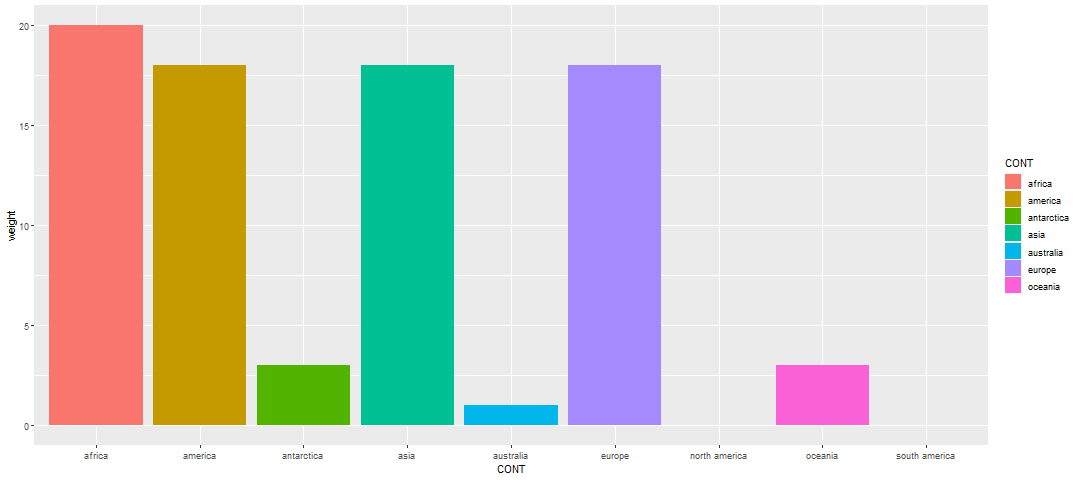 weight
20
15
10
5
0
africa america antarctica asia australia europe north america oceania south america
CONT
CONT
africa
america
antarctica
asia
australia
europe
oceania